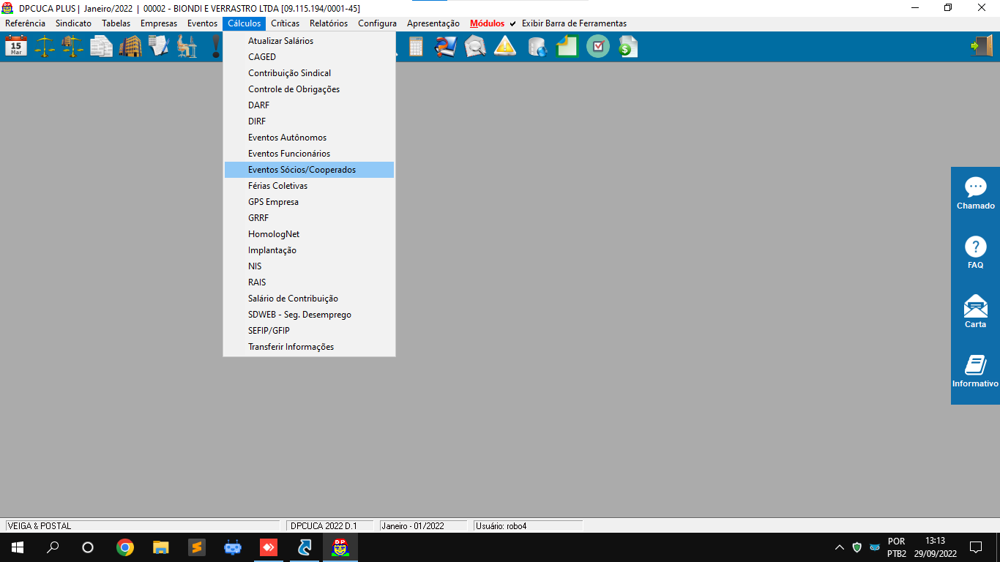 DPCUCA PLUS | Janeiro/2022 | 00002 - BIONDI E VERRASTRO LTDA [09.115.194/0001-45]
Referência Sindicato Tabelas Empresas Eventos Cálculos Críticas Relatórios Configura Apresentação Módulos ✓ Exibir Barra de Ferramentas
15
Mar
Atualizar Salários
CAGED
Contribuição Sindical
Controle de Obrigações
DARF
DIRF
Eventos Autônomos
Eventos Funcionários
Eventos Sócios/Cooperados
Férias Coletivas
GPS Empresa
GRRF
HomologNet
Implantação
NIS
RAIS
Salário de Contribuição
SDWEB - Seg. Desemprego
SEFIP/GFIP
Transferir Informações
Chamado
FAQ
Carta
Informativo
VEIGA & POSTAL DPCUCA 2022 D.1 Janeiro - 01/2022 Usuário: robo4
DP
POR
PTB2
13:13
29/09/2022